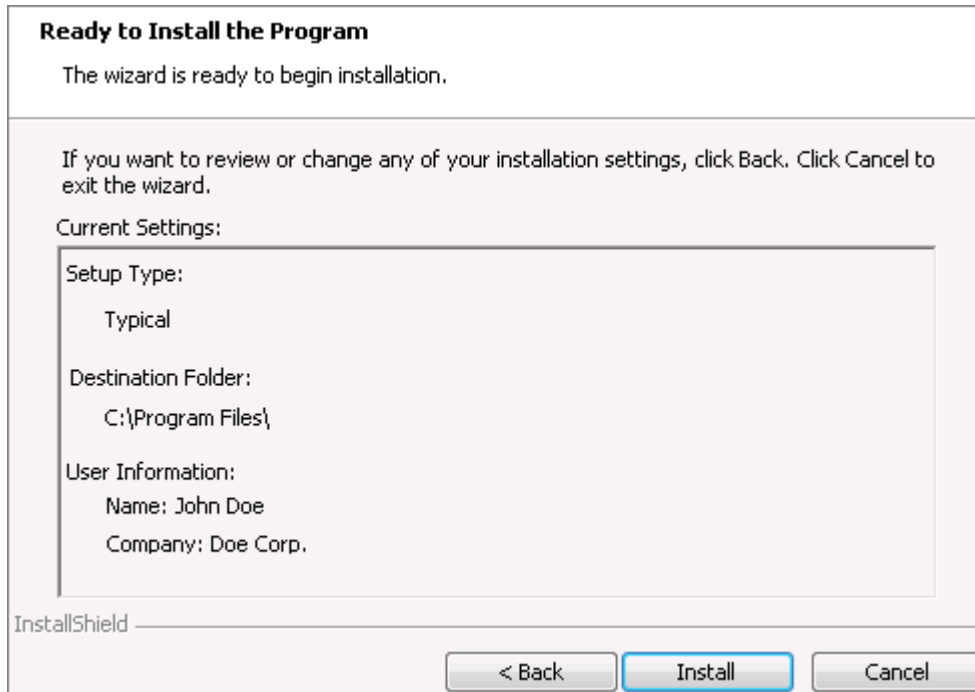 Ready to Install the Program
The wizard is ready to begin installation.
If you want to review or change any of your installation settings, click Back. Click Cancel to
exit the wizard.
Current Settings:
Setup Type:
Typical
Destination Folder:
C:\Program Files\
User Information:
Name: John Doe
Company: Doe Corp.
InstallShield
< Back
Install
Cancel